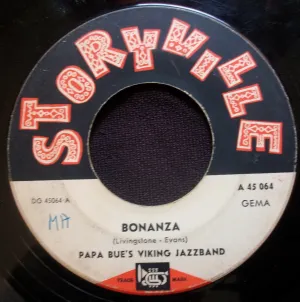 STORYVILLE
DO 45064-A
A 45 064
GEMA
MA
BONANZA
(Livingstone - Evans)
PAPA BUE'S VIKING JAZZBAND